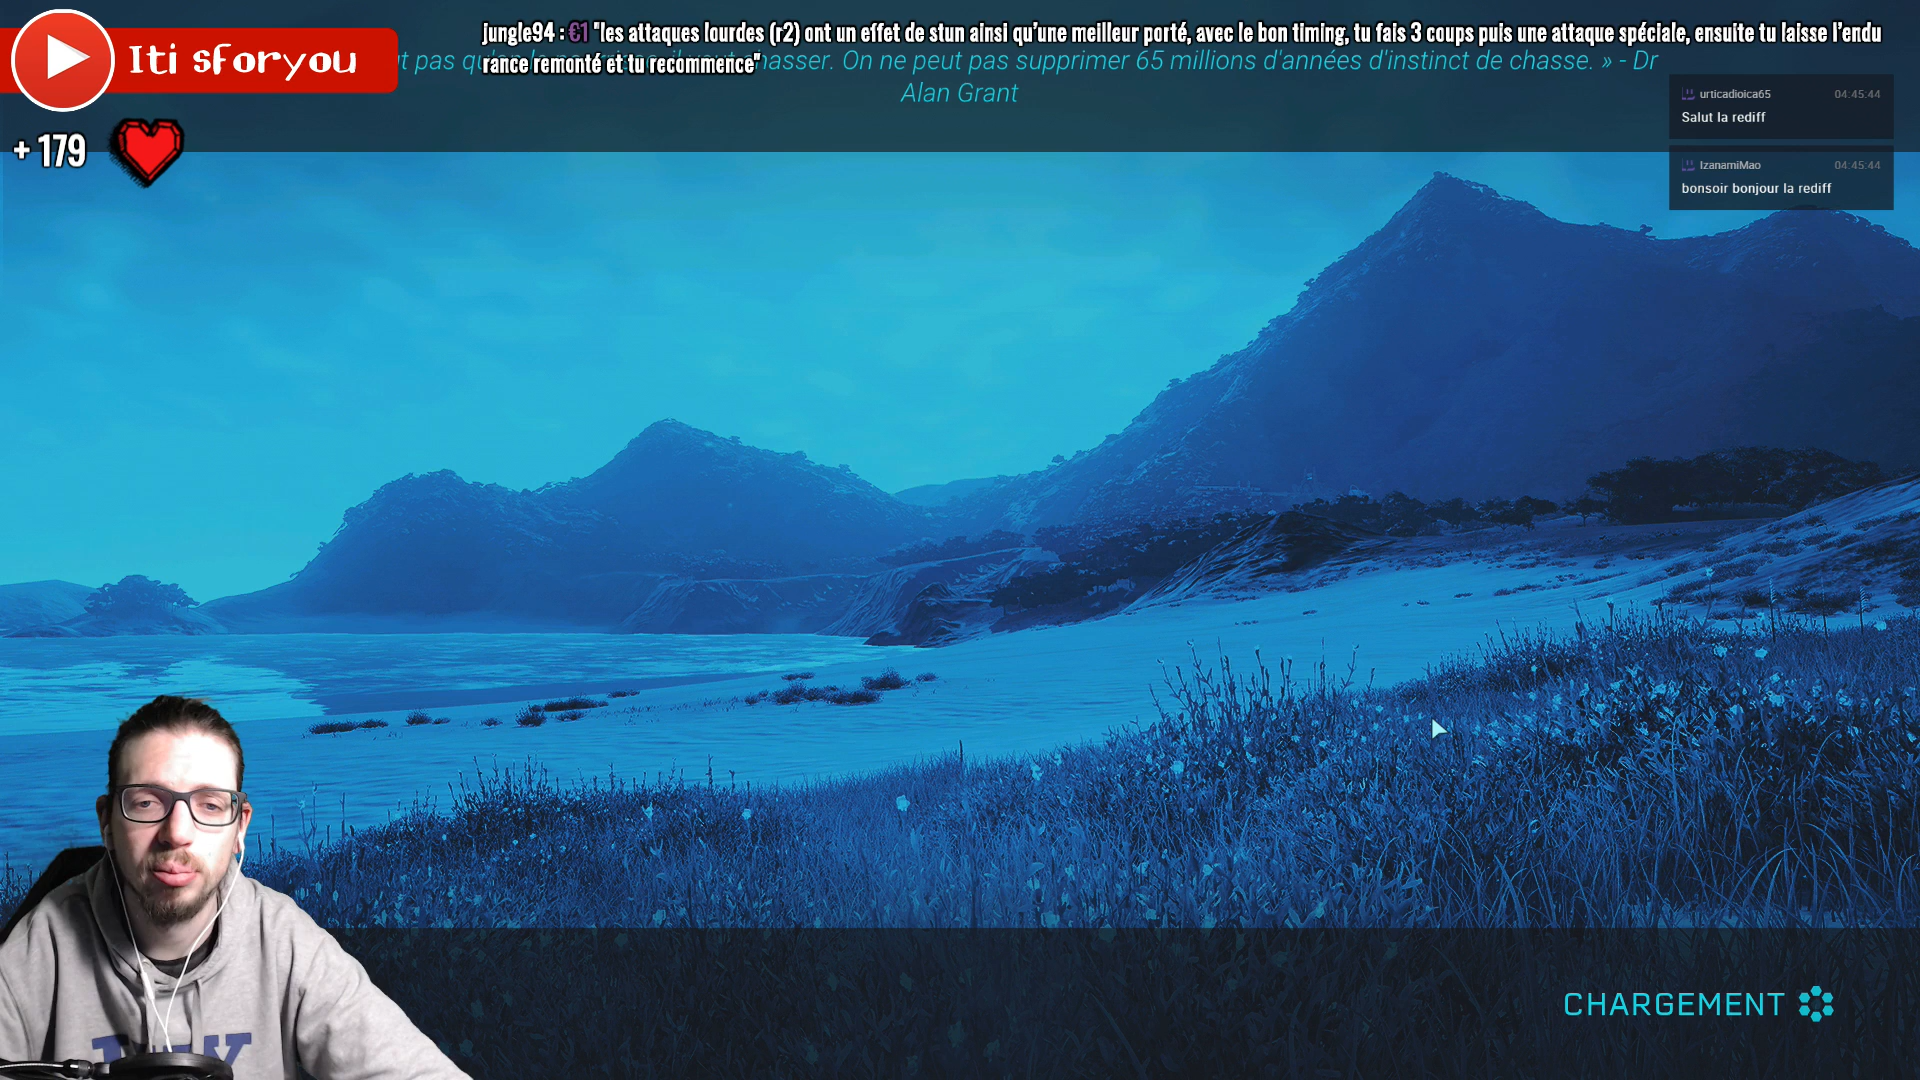 Iti sforyou
+ 179
jungle94 : €1 "les attaques lourdes (r2) ont un effet de stun ainsi qu'une meilleur porté, avec le bon timing, tu fais 3 coups puis une attaque spéciale, ensuite tu laisse l'endu
rance remonté et tu recommence"
pas
hasser. On ne peut pas supprimer 65 millions d'années d'instinct de chasse. » - Dr
Alan Grant
urticadioica65 04:45:44
Salut la rediff
IzanamiMao 04:45:44
bonsoir bonjour la rediff
CHARGEMENT